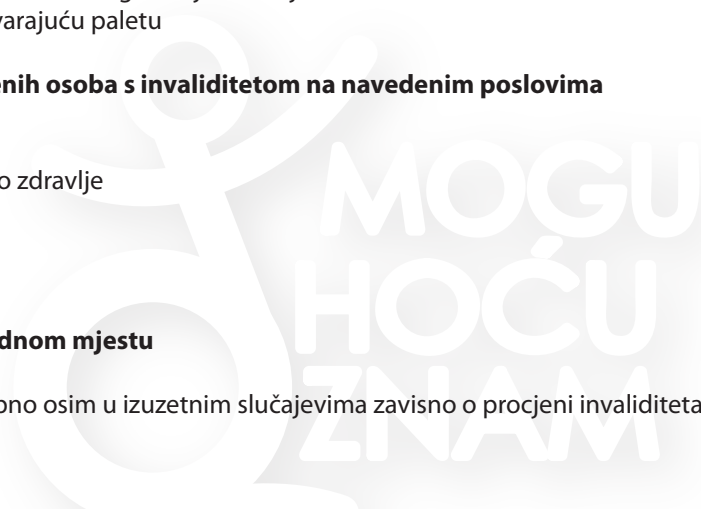 varajuću paletu
enih osoba s invaliditetom na navedenim poslovima
o zdravlje
MOGU
HOĆU
dnom mjestu
bno osim u izuzetnim slučajevima zavisno o procjeni invaliditeta
ZNAM